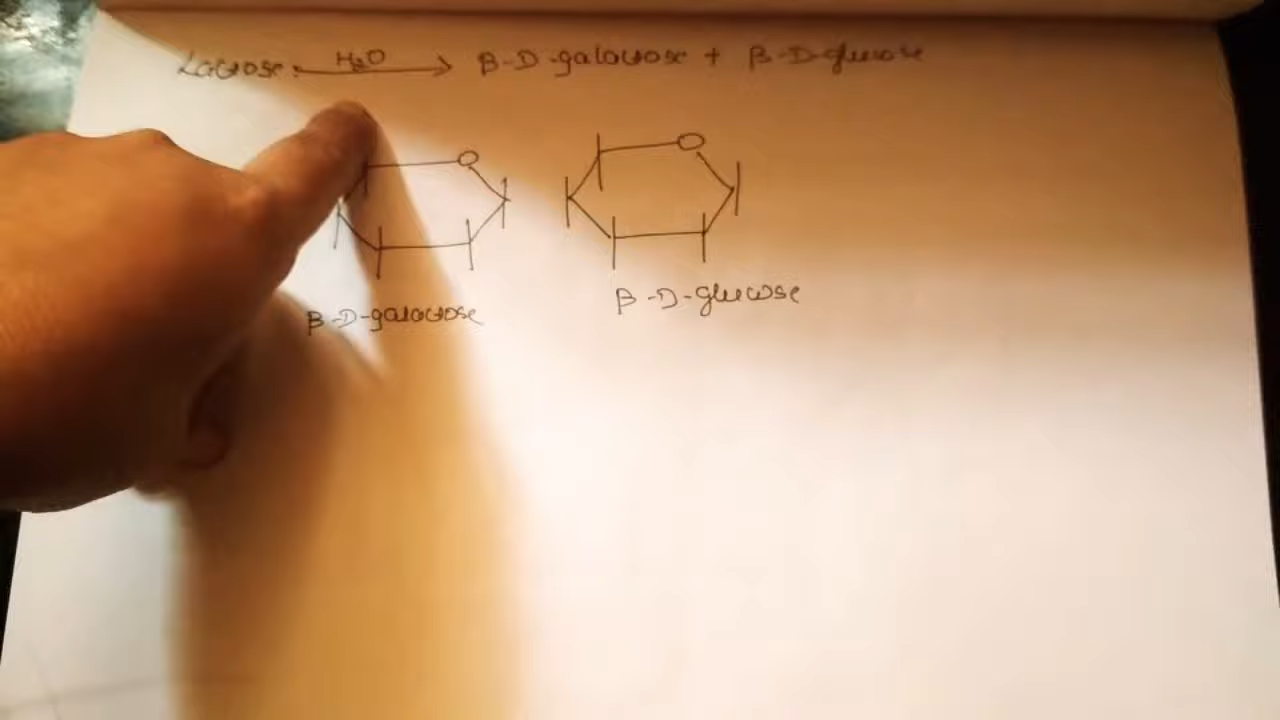 Lactose H₂O → β-D-galactose + β-D-glucose
O O
β-D-galactose β-D-glucose